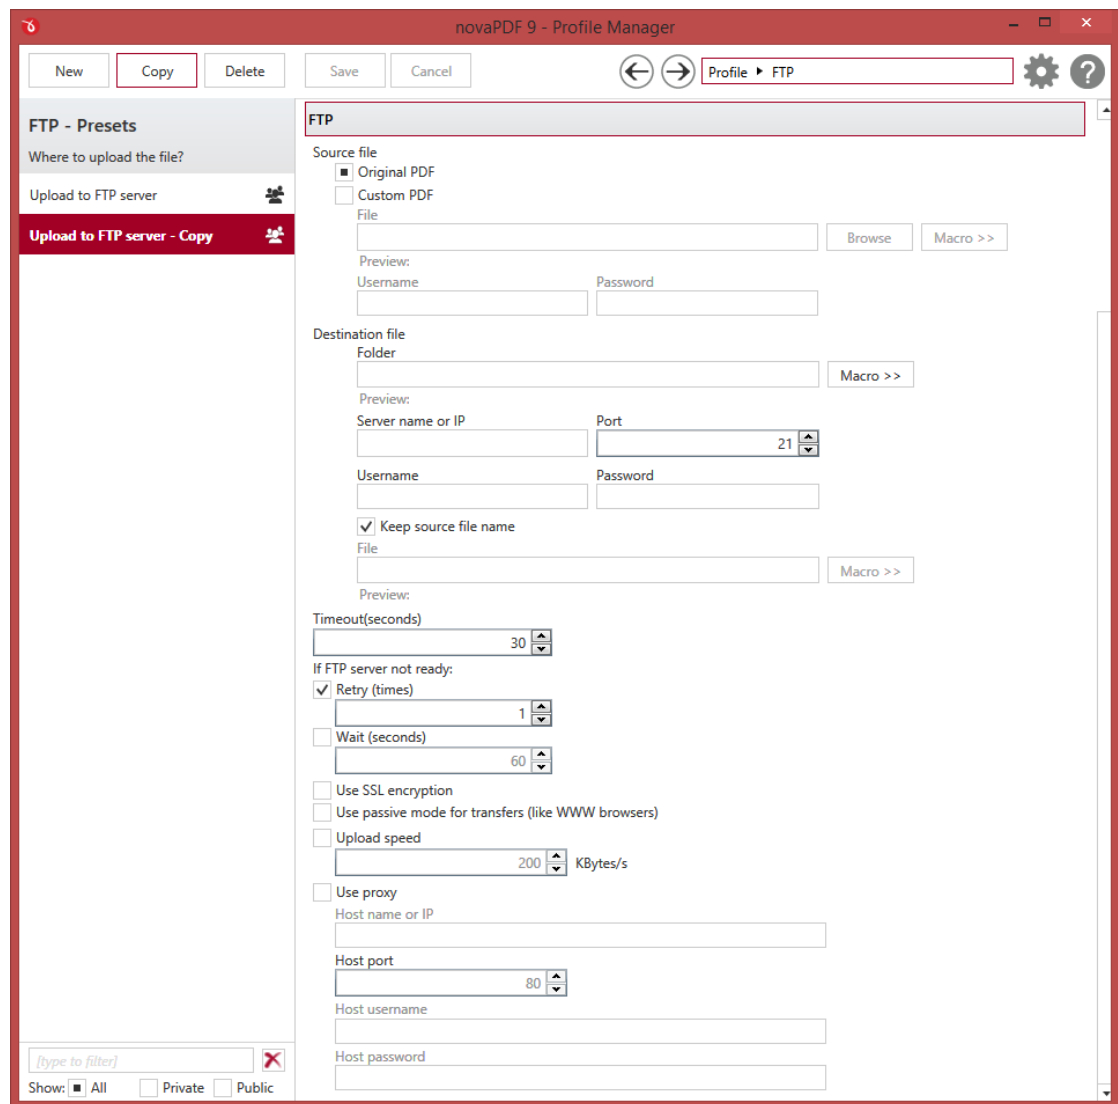 novaPDF 9 - Profile Manager
New Copy Delete Save Cancel Profile FTP
FTP - Presets
Where to upload the file?
Upload to FTP server
Upload to FTP server - Copy
FTP
Source file
Original PDF
Custom PDF
File
Browse Macro >>
Preview:
Username Password
Destination file
Folder
Macro >>
Preview:
Server name or IP Port
21
Username Password
Keep source file name
File
Macro >>
Preview:
Timeout(seconds)
30
If FTP server not ready:
Retry (times)
1
Wait (seconds)
60
Use SSL encryption
Use passive mode for transfers (like WWW browsers)
Upload speed
200 KBytes/s
Use proxy
Host name or IP
Host port
80
Host username
Host password
[type to filter]
Show: All Private Public